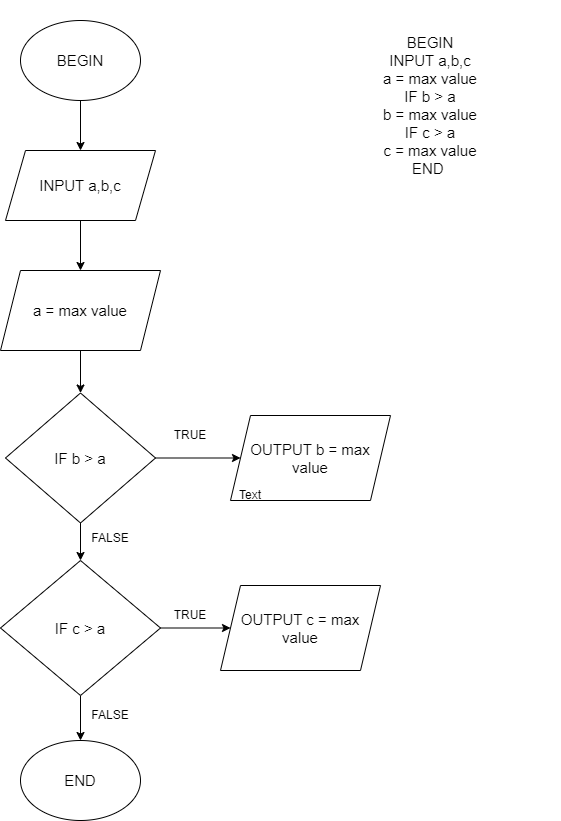 BEGIN
INPUT a,b,c
a = max value
IF b > a
TRUE
OUTPUT b = max
value
Text
FALSE
IF c > a
TRUE
OUTPUT c = max
value
FALSE
END
BEGIN
INPUT a,b,c
a = max value
IF b > a
b = max value
IF c > a
c = max value
END